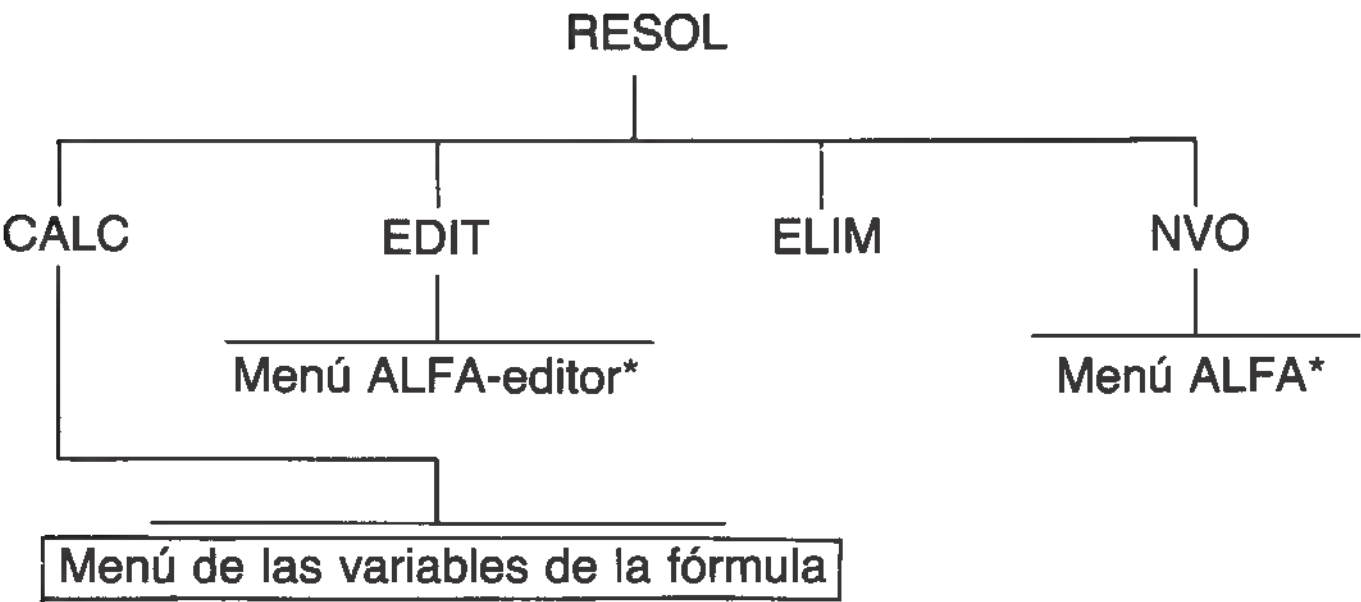 RESOL
CALC EDIT ELIM NVO
Menú ALFA-editor* Menú ALFA*
Menú de las variables de la fórmula